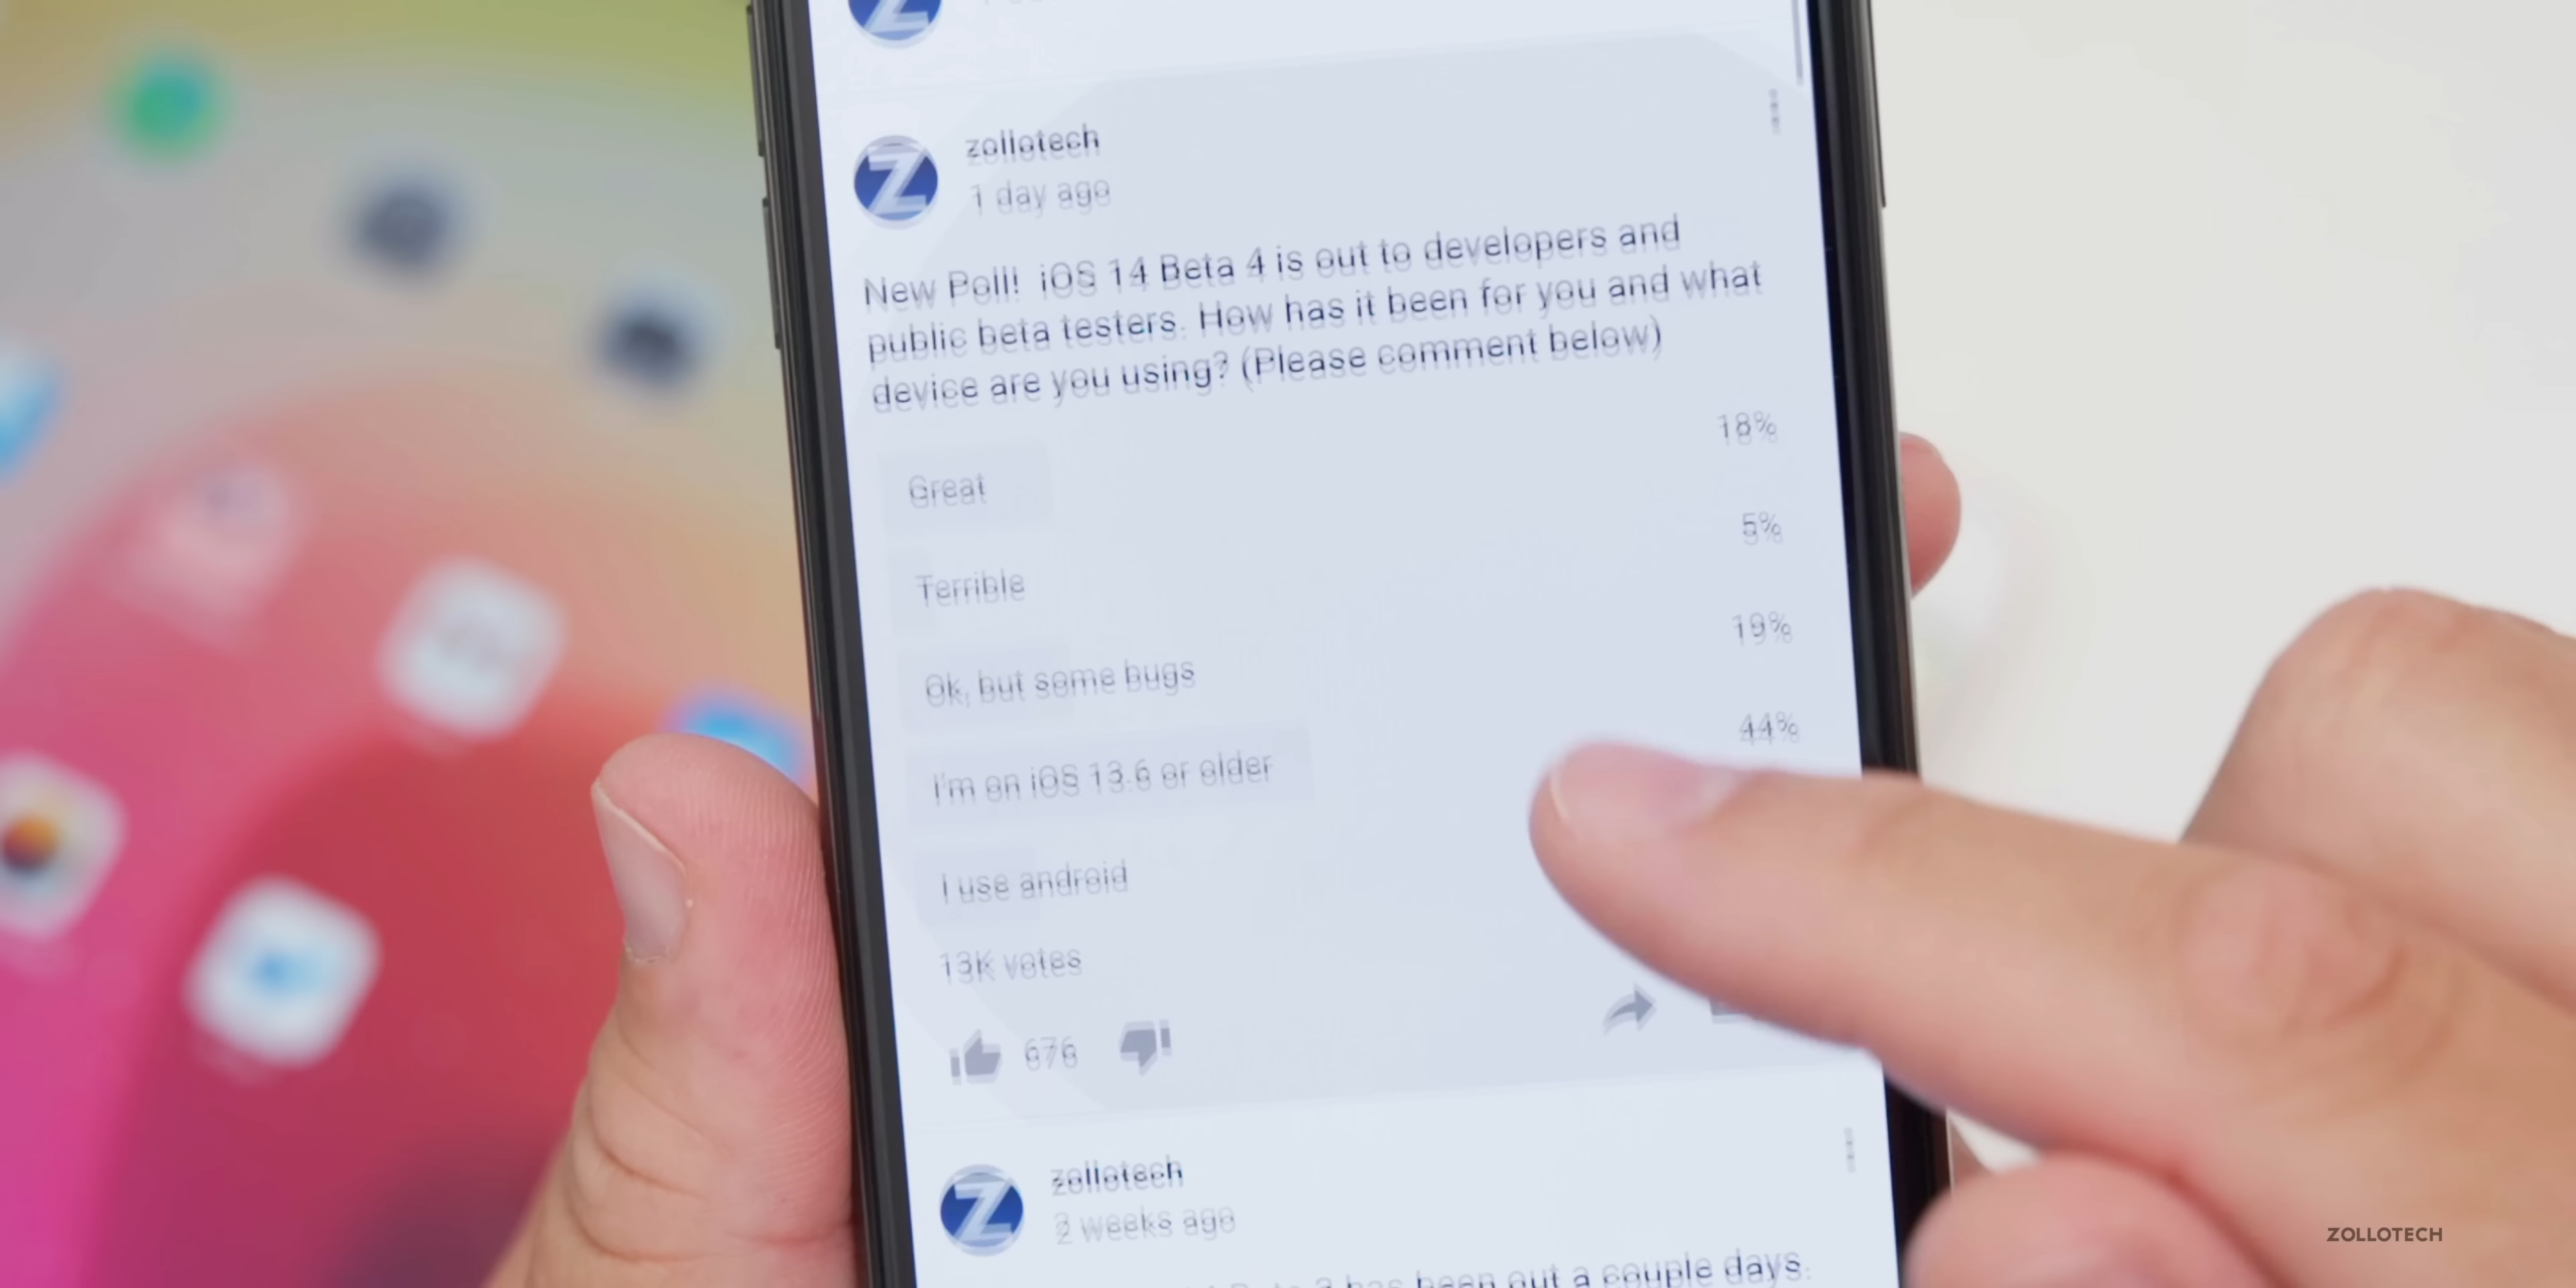 zollotech
1 day ago
New Poll! iOS 14 Beta 4 is out to developers and
public beta testers. How has it been for you and what
device are you using? (Please comment below)
18%
Great
5%
Terrible
19%
Ok, but some bugs
44%
I'm on iOS 13.6 or older
I use android
13K votes
676
zollotech
2 weeks ago
has been out a couple days.
ZOLLOTECH